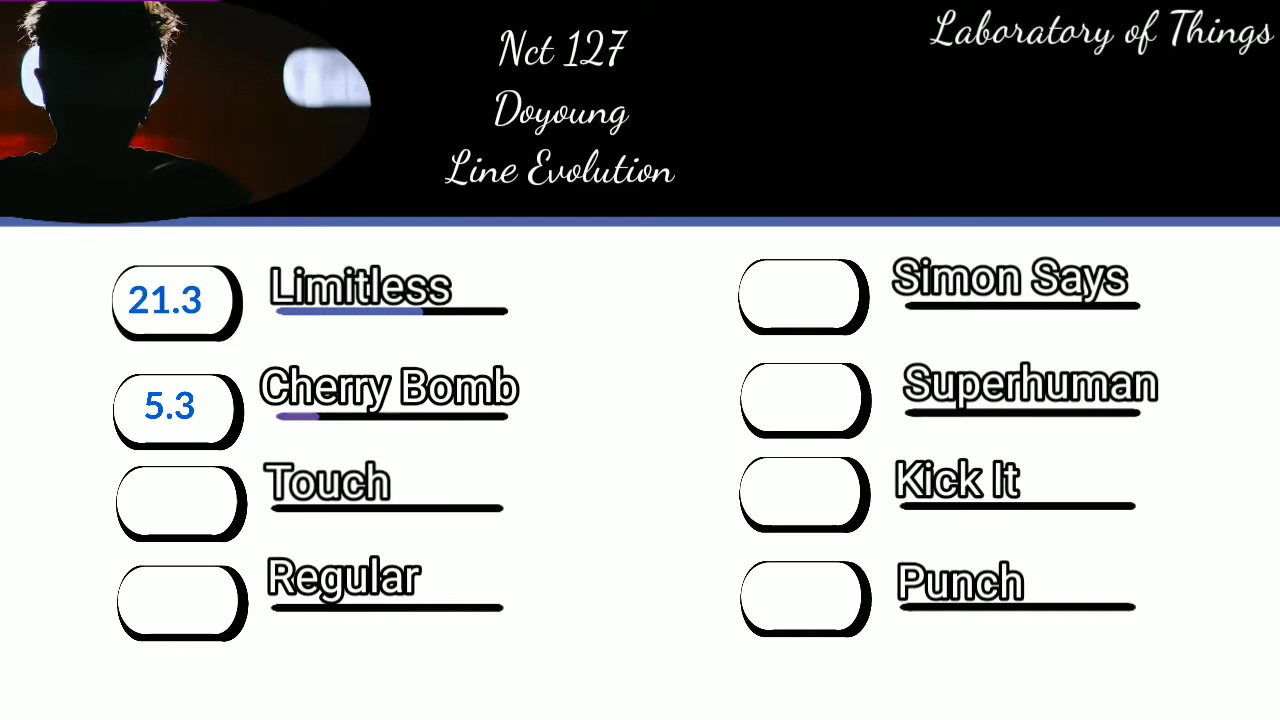 Nct 127
Doyoung
Line Evolution
Laboratory of Things
21.3 Limitless
5.3 Cherry Bomb
Touch
Regular
Simon Says
Superhuman
Kick It
Punch